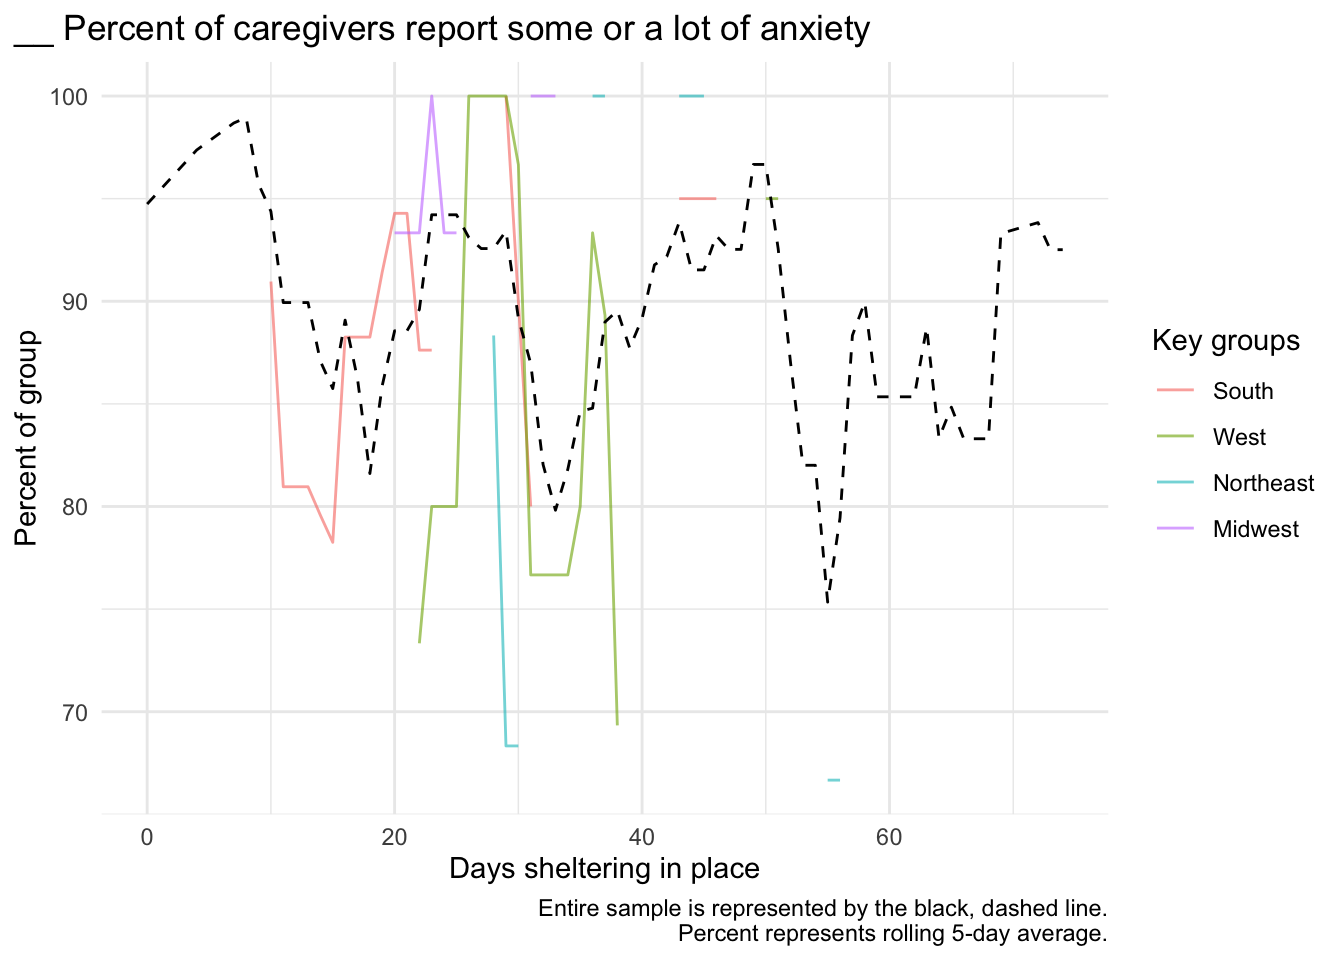 __ Percent of caregivers report some or a lot of anxiety
100
90
80
70
Percent of group
0 20 40 60
Days sheltering in place
Key groups
South
West
Northeast
Midwest
Entire sample is represented by the black, dashed line.
Percent represents rolling 5-day average.